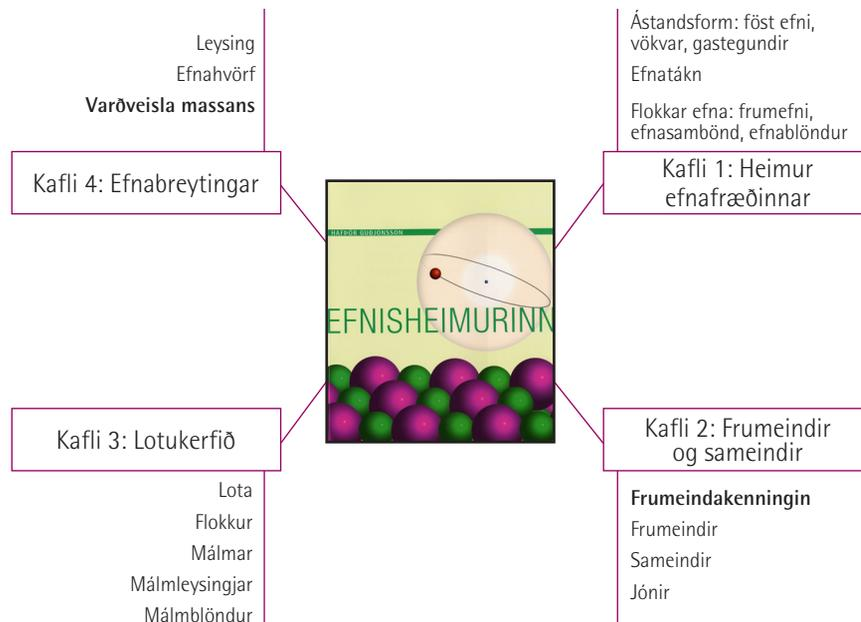 Leysing
Efnahvörf
Varðveisla massans
Kafli 4: Efnabreytingar
Ástandsform: föst efni,
vökvar, gastegundir
Efnatákn
Flokkar efna: frumefni,
efnasambönd, efnablöndur
Kafli 1: Heimur
efnafræðinnar
HAFÞÓR GUÐJÓNSSON
EFNISHEIMURINN
Kafli 3: Lotukerfið
Lota
Flokkur
Málmar
Málmleysingjar
Málmblöndur
Kafli 2: Frumeindir
og sameindir
Frumeindakenningin
Frumeindir
Sameindir
Jónir